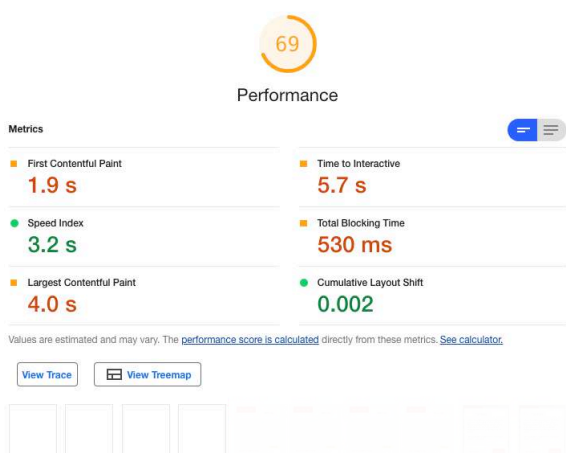 69
Performance
Metrics
First Contentful Paint
1.9 s
Time to Interactive
5.7 s
Speed Index
3.2 s
Total Blocking Time
530 ms
Largest Contentful Paint
4.0 s
Cumulative Layout Shift
0.002
Values are estimated and may vary. The performance score is calculated directly from these metrics. See calculator.
View Trace
View Treemap